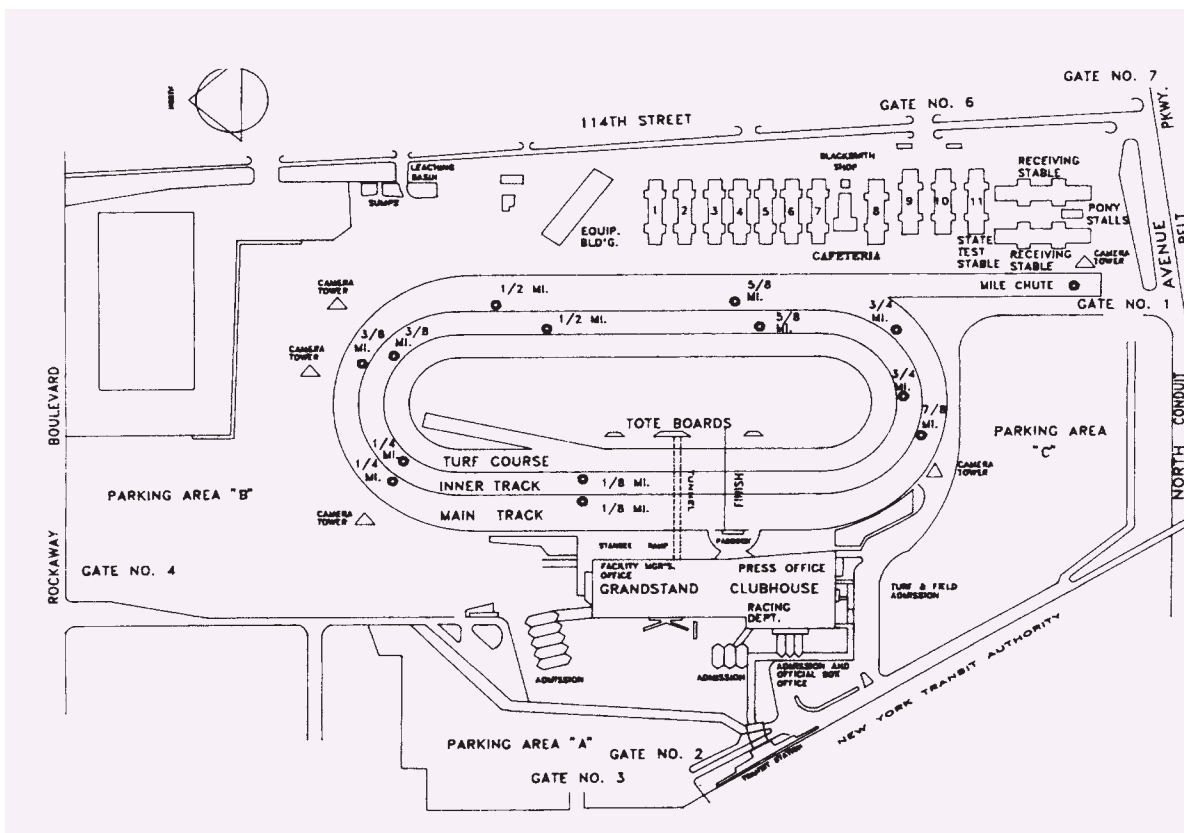 GATE NO. 7
PKWY.
GATE NO. 6
114TH STREET
NORTH
BLACKSMITH
SHOP
RECEIVING
STABLE
LEACHING
BASIN
SUMPS
1
2
3
4
5
6
7
8
9
10
11
PONY
STALLS
BELT
EQUIP.
BLD'G.
CAFETERIA
STATE
TEST
STABLE
RECEIVING
STABLE
CAMERA
TOWER
AVENUE
MILE CHUTE
GATE NO. 1
CAMERA
TOWER
1/2 MI.
5/8
MI.
3/4
MI.
1/2 MI.
5/8
MI.
3/8
MI.
3/8
MI.
CAMERA
TOWER
3/4
MI.
7/8
MI.
BOULEVARD
TOTE BOARDS
PARKING AREA
"C"
NORTH CONDUIT
1/4
MI.
TURF COURSE
1/4
MI.
INNER TRACK
1/8 MI.
TUNNEL
FINISH
CAMERA
TOWER
PARKING AREA "B"
MAIN TRACK
1/8 MI.
CAMERA
TOWER
PADDOCK
STANDEE RAMP
ROCKAWAY
GATE NO. 4
FACILITY MGR'S.
OFFICE
PRESS OFFICE
GRANDSTAND CLUBHOUSE
TURF & FIELD
ADMISSION
RACING
DEPT.
ADMISSION
ADMISSION
ADMISSION AND
OFFICIAL BOX
OFFICE
NEW YORK TRANSIT AUTHORITY
PARKING AREA "A"
GATE NO. 2
TRANSIT STATION
GATE NO. 3